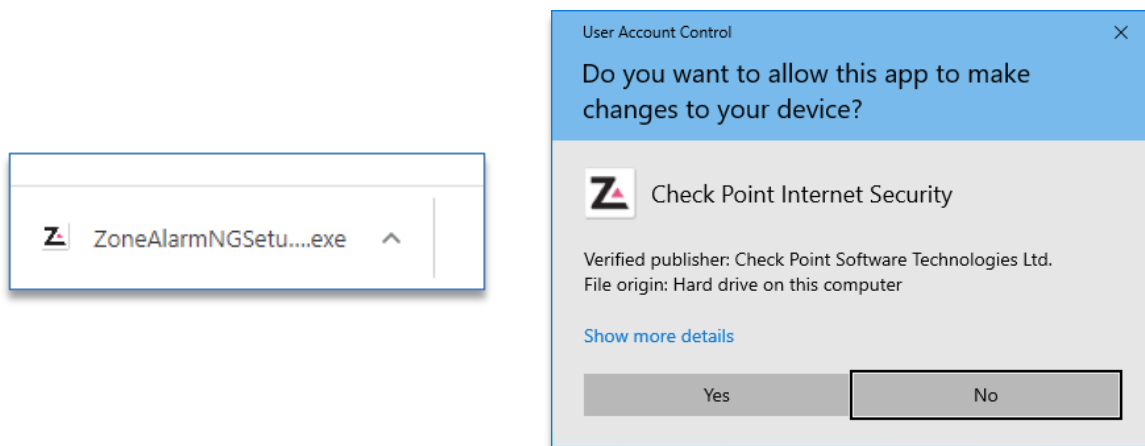 ZoneAlarmNGSetu....exe
User Account Control
Do you want to allow this app to make
changes to your device?
Check Point Internet Security
Verified publisher: Check Point Software Technologies Ltd.
File origin: Hard drive on this computer
Show more details
Yes
No